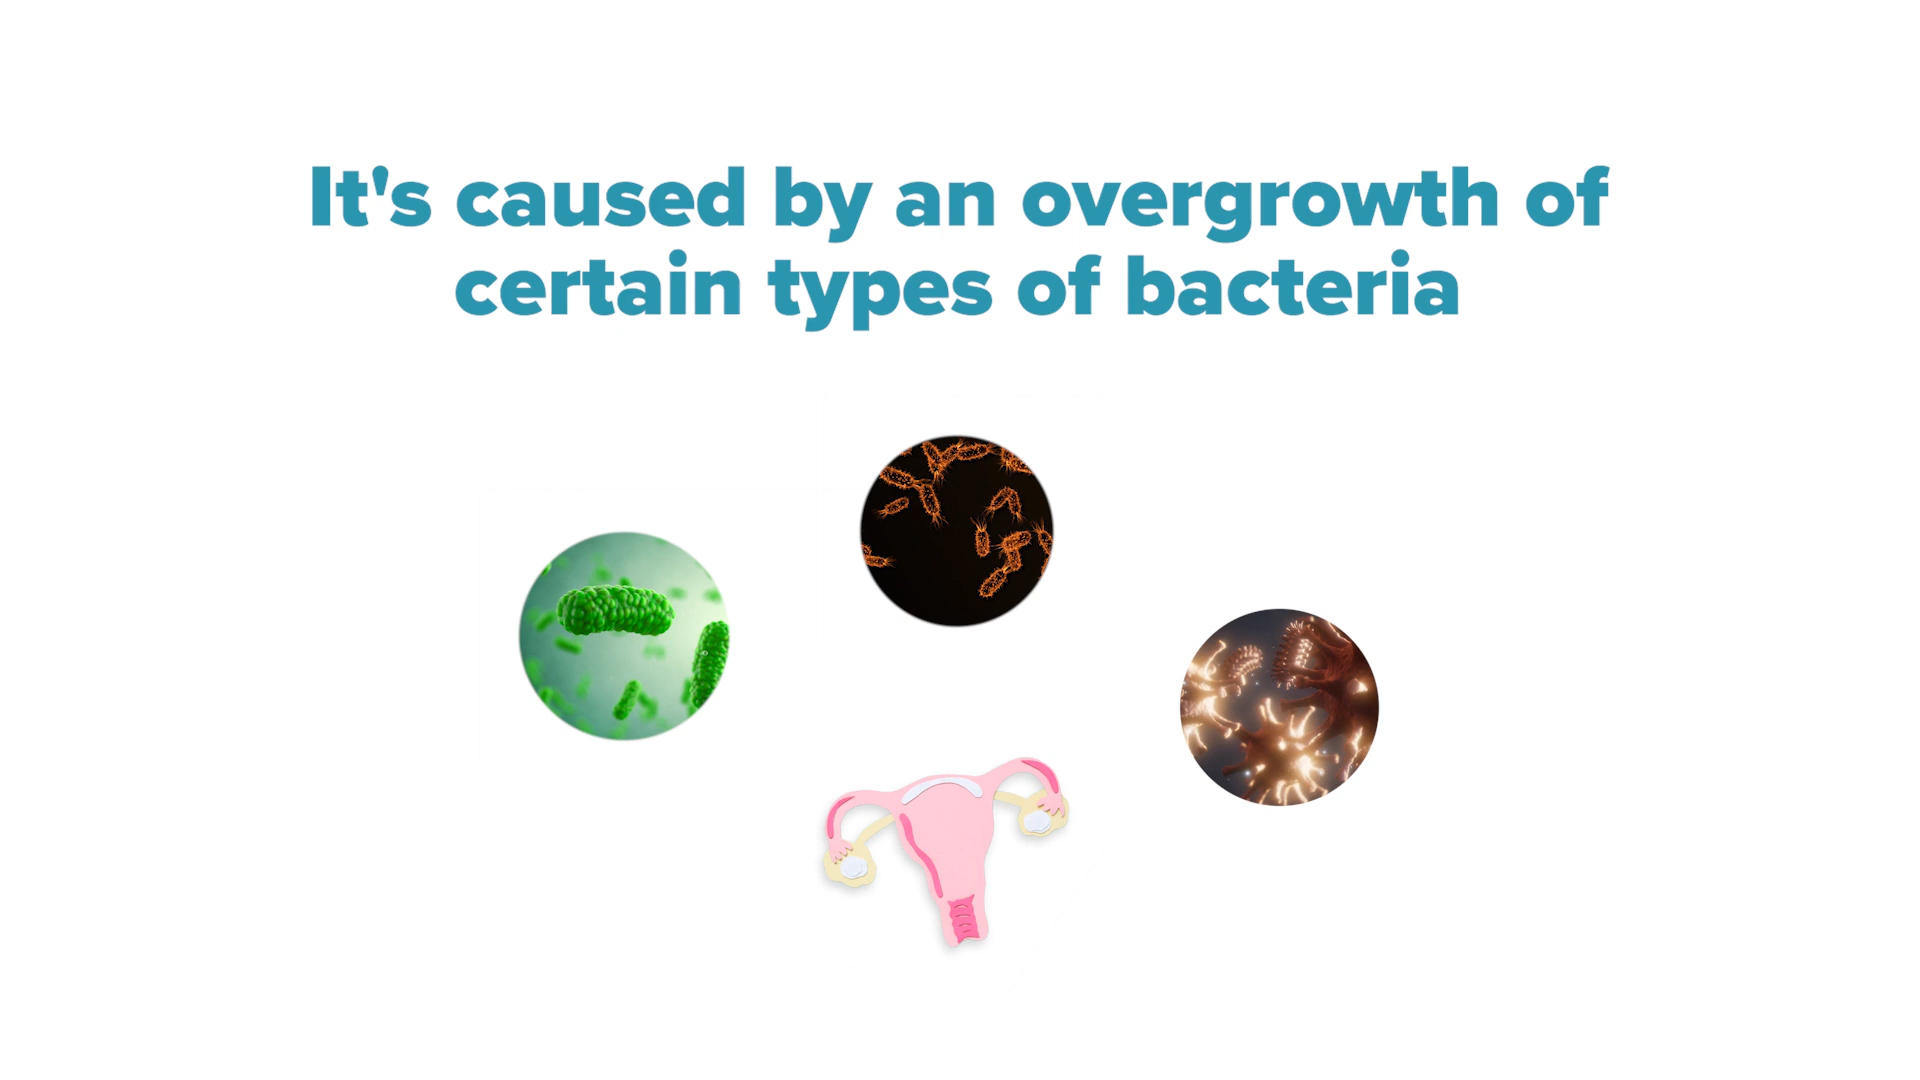 It's caused by an overgrowth of
certain types of bacteria